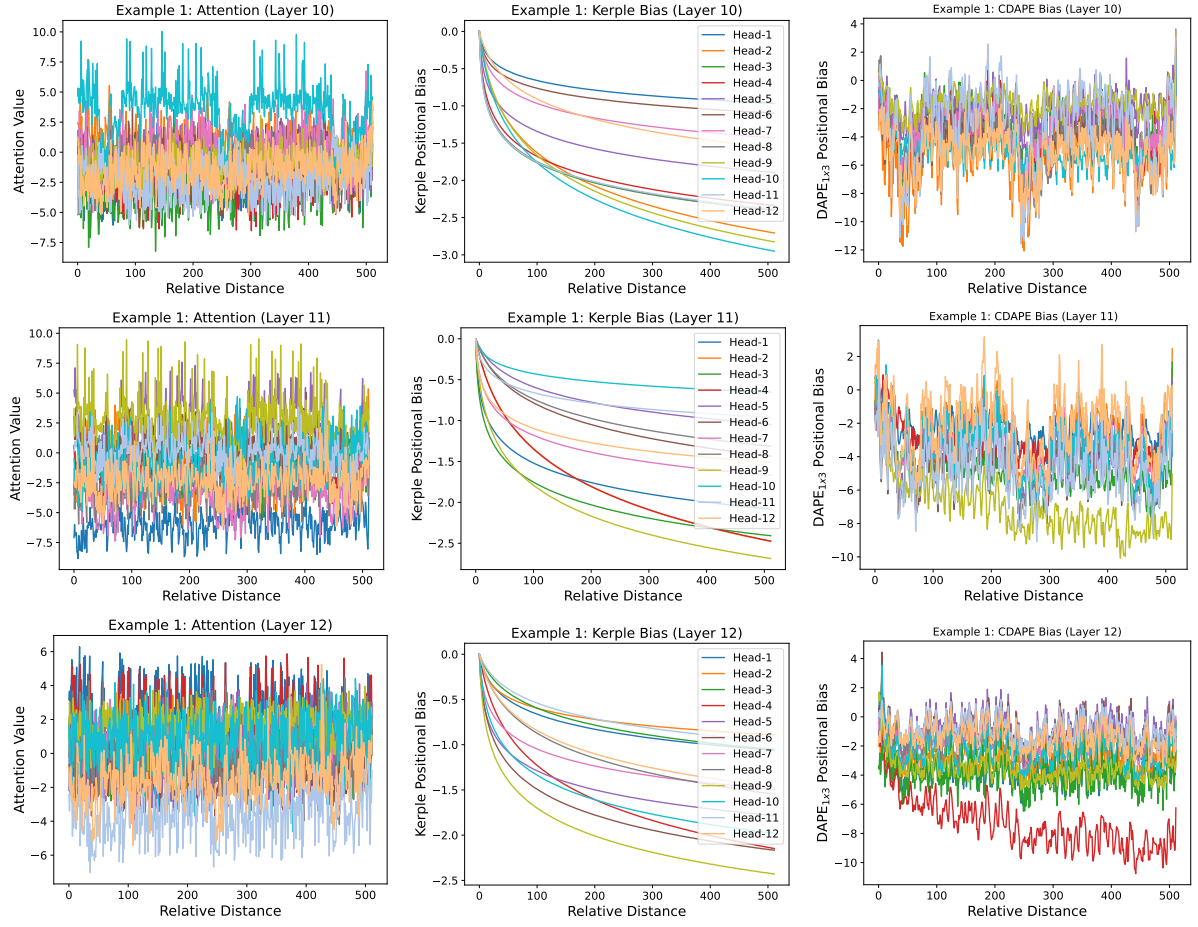 Example 1: Attention (Layer 10)
10.0
7.5
5.0
2.5
0.0
−2.5
−5.0
−7.5
Attention Value
0 100 200 300 400 500
Relative Distance
Example 1: Kerple Bias (Layer 10)
0.0
−0.5
−1.0
−1.5
−2.0
−2.5
−3.0
Kerple Positional Bias
Head-1
Head-2
Head-3
Head-4
Head-5
Head-6
Head-7
Head-8
Head-9
Head-10
Head-11
Head-12
0 100 200 300 400 500
Relative Distance
Example 1: CDAPE Bias (Layer 10)
4
2
0
−2
−4
−6
−8
−10
−12
DAPE1x3 Positional Bias
0 100 200 300 400 500
Relative Distance
Example 1: Attention (Layer 11)
10.0
7.5
5.0
2.5
0.0
−2.5
−5.0
−7.5
Attention Value
0 100 200 300 400 500
Relative Distance
Example 1: Kerple Bias (Layer 11)
0.0
−0.5
−1.0
−1.5
−2.0
−2.5
Kerple Positional Bias
Head-1
Head-2
Head-3
Head-4
Head-5
Head-6
Head-7
Head-8
Head-9
Head-10
Head-11
Head-12
0 100 200 300 400 500
Relative Distance
Example 1: CDAPE Bias (Layer 11)
2
0
−2
−4
−6
−8
−10
DAPE1x3 Positional Bias
0 100 200 300 400 500
Relative Distance
Example 1: Attention (Layer 12)
6
4
2
0
−2
−4
−6
Attention Value
0 100 200 300 400 500
Relative Distance
Example 1: Kerple Bias (Layer 12)
0.0
−0.5
−1.0
−1.5
−2.0
−2.5
Kerple Positional Bias
Head-1
Head-2
Head-3
Head-4
Head-5
Head-6
Head-7
Head-8
Head-9
Head-10
Head-11
Head-12
0 100 200 300 400 500
Relative Distance
Example 1: CDAPE Bias (Layer 12)
4
2
0
−2
−4
−6
−8
−10
DAPE1x3 Positional Bias
0 100 200 300 400 500
Relative Distance